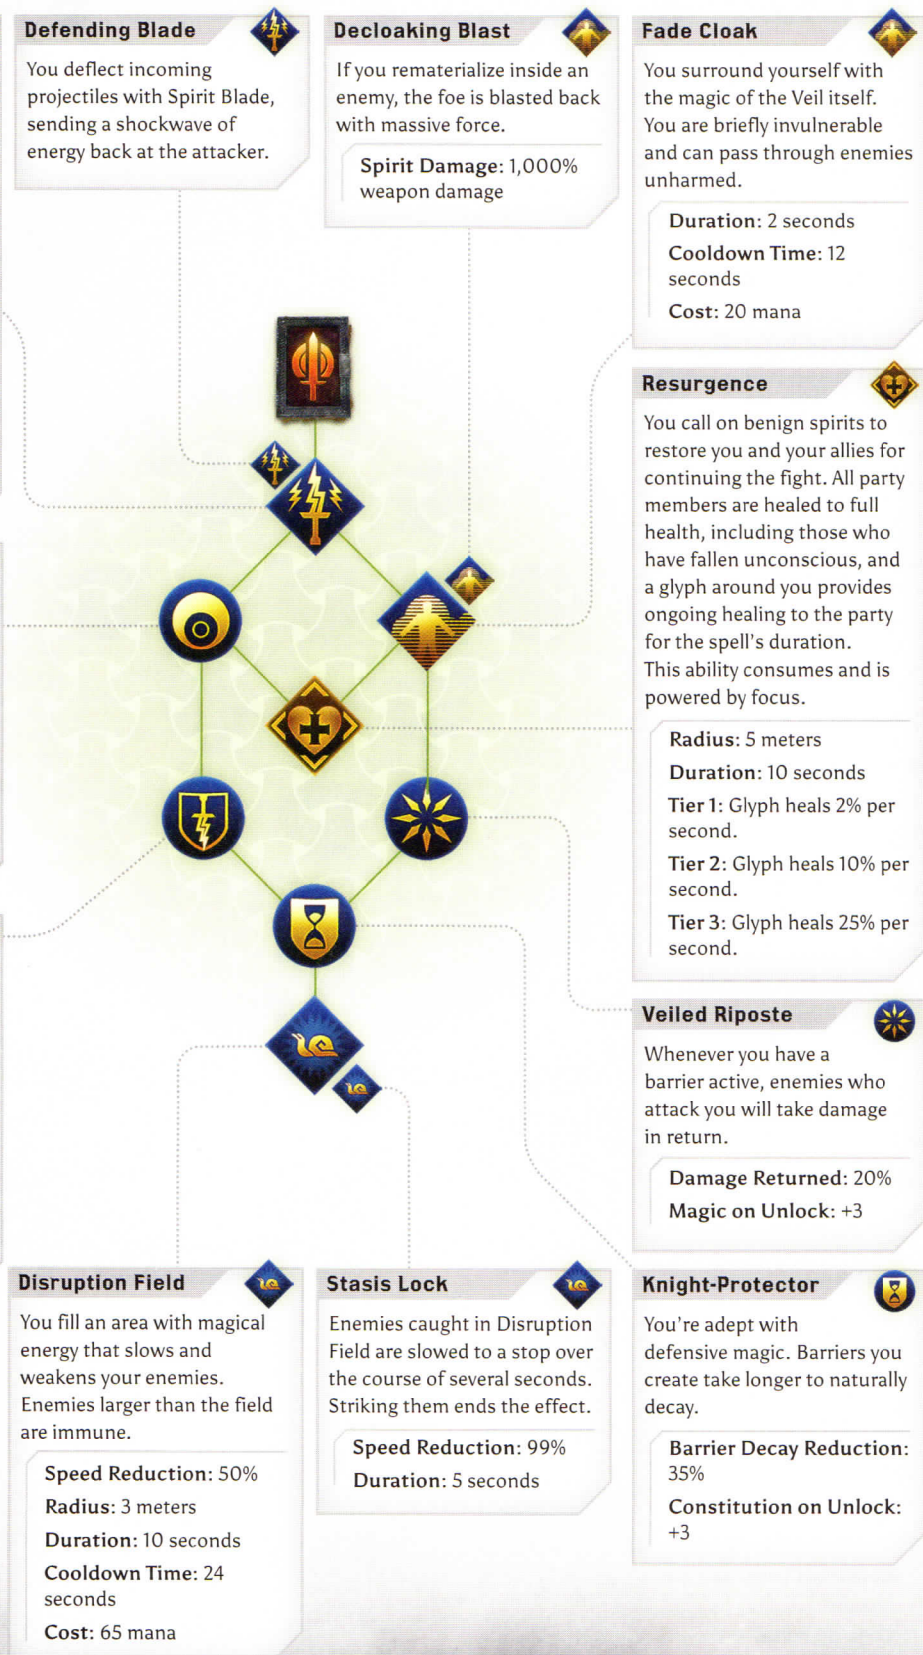 Defending Blade
You deflect incoming
projectiles with Spirit Blade,
sending a shockwave of
energy back at the attacker.
Decloaking Blast
If you rematerialize inside an
enemy, the foe is blasted back
with massive force.
Spirit Damage: 1,000%
weapon damage
Fade Cloak
You surround yourself with
the magic of the Veil itself.
You are briefly invulnerable
and can pass through enemies
unharmed.
Duration: 2 seconds
Cooldown Time: 12
seconds
Cost: 20 mana
Resurgence
You call on benign spirits to
restore you and your allies for
continuing the fight. All party
members are healed to full
health, including those who
have fallen unconscious, and
a glyph around you provides
ongoing healing to the party
for the spell's duration.
This ability consumes and is
powered by focus.
Radius: 5 meters
Duration: 10 seconds
Tier 1: Glyph heals 2% per
second.
Tier 2: Glyph heals 10% per
second.
Tier 3: Glyph heals 25% per
second.
Veiled Riposte
Whenever you have a
barrier active, enemies who
attack you will take damage
in return.
Damage Returned: 20%
Magic on Unlock: +3
Disruption Field
You fill an area with magical
energy that slows and
weakens your enemies.
Enemies larger than the field
are immune.
Speed Reduction: 50%
Radius: 3 meters
Duration: 10 seconds
Cooldown Time: 24
seconds
Cost: 65 mana
Stasis Lock
Enemies caught in Disruption
Field are slowed to a stop over
the course of several seconds.
Striking them ends the effect.
Speed Reduction: 99%
Duration: 5 seconds
Knight-Protector
You're adept with
defensive magic. Barriers you
create take longer to naturally
decay.
Barrier Decay Reduction:
35%
Constitution on Unlock:
+3